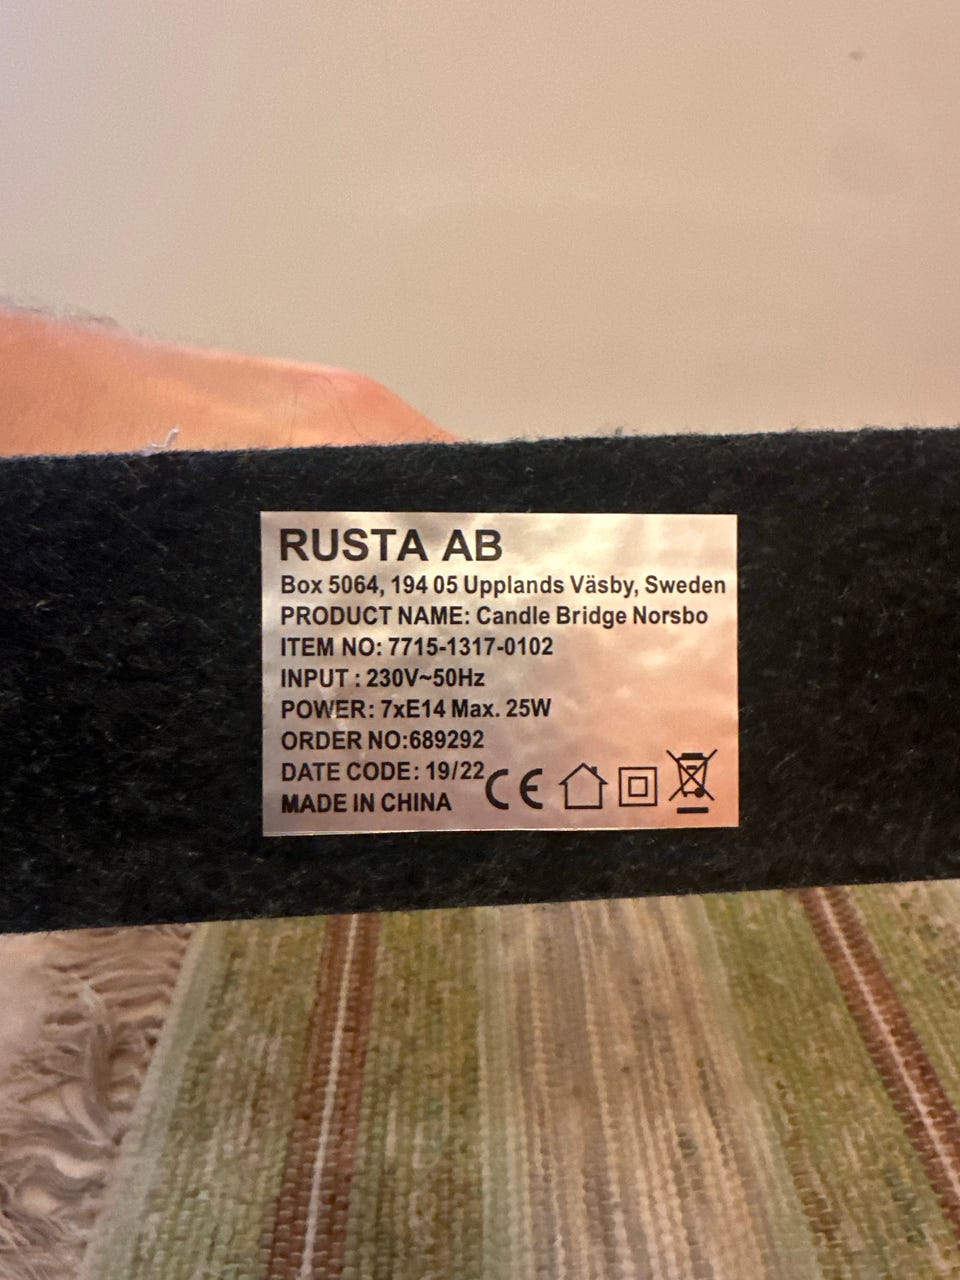 RUSTA AB
Box 5064, 194 05 Upplands Väsby, Sweden
PRODUCT NAME: Candle Bridge Norsbo
ITEM NO: 7715-1317-0102
INPUT : 230V~50Hz
POWER: 7xE14 Max. 25W
ORDER NO:689292
DATE CODE: 19/22
MADE IN CHINA CE